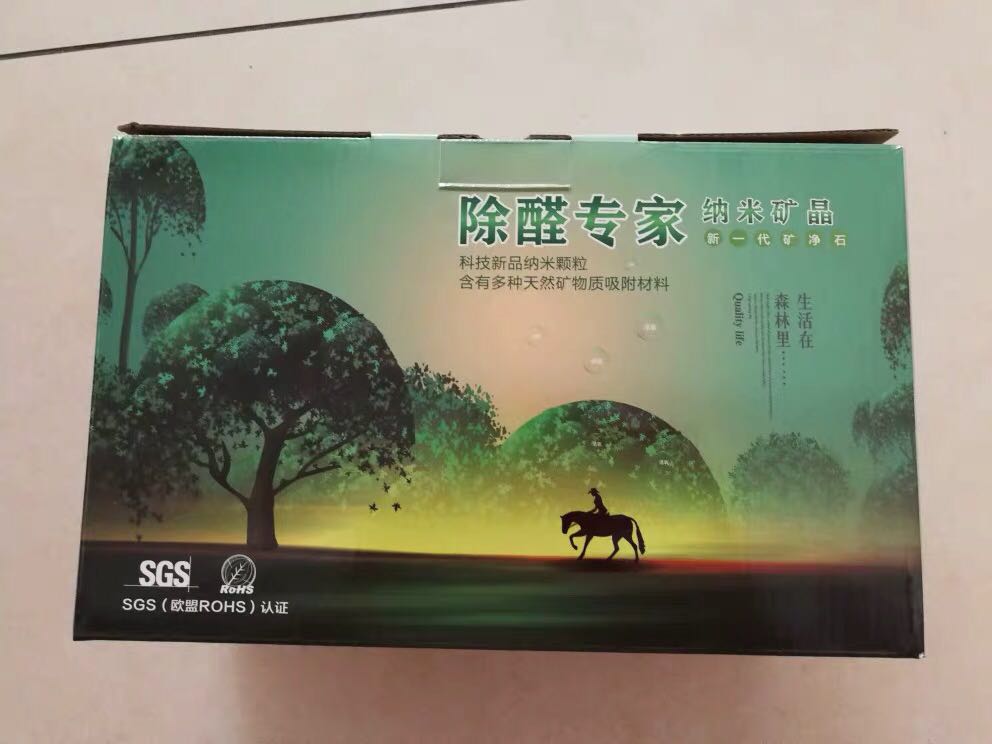 除醛专家 纳米矿晶
新一代矿净石
科技新品纳米颗粒
含有多种天然矿物质吸附材料
生活在
森林里……
Quality life
SGS
RoHS
SGS（欧盟ROHS）认证